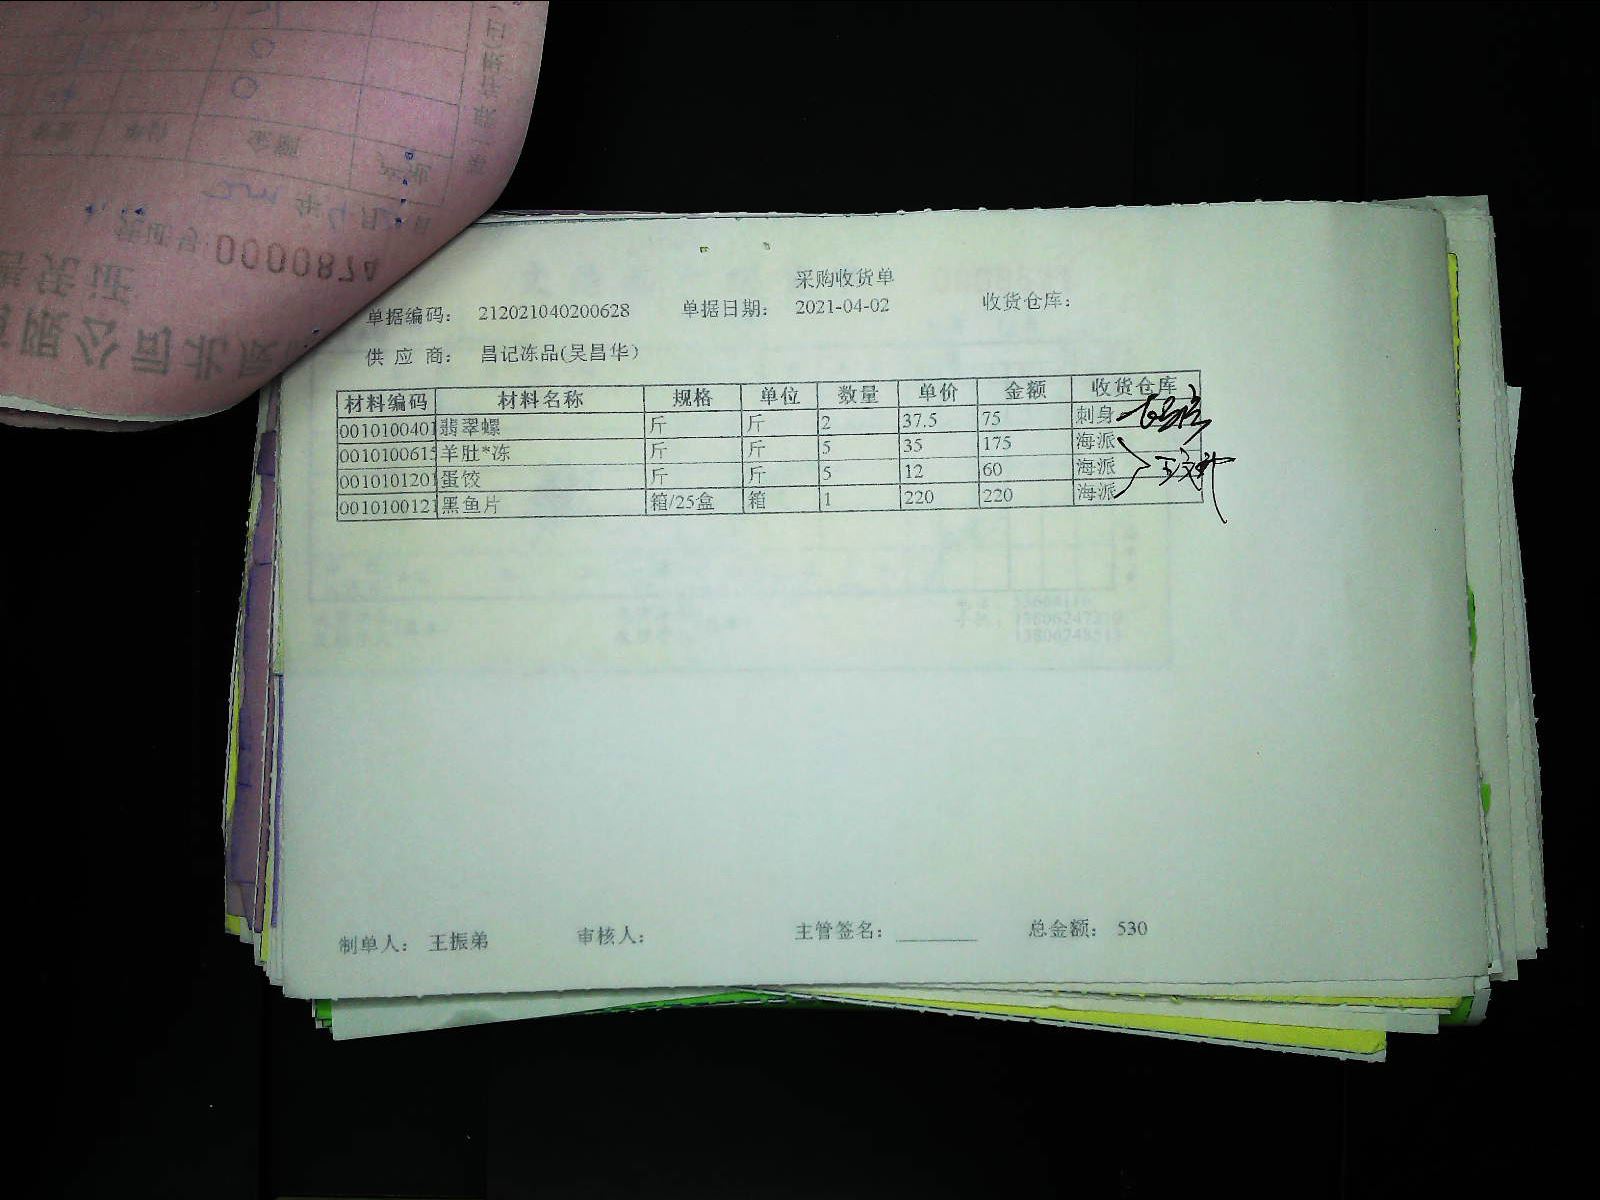 0000874
采购收货单
单据编码： 212021040200628 单据日期： 2021-04-02 收货仓库：
供 应 商： 昌记冻品(吴昌华)
材料编码 材料名称 规格 单位 数量 单价 金额 收货仓库
0010100401 翡翠螺 斤 斤 2 37.5 75 刺身
001010061 羊肚*冻 斤 斤 5 35 175 海派
0010101201 蛋饺 斤 斤 5 12 60 海派
001010012 黑鱼片 箱/25盒 箱 1 220 220 海派
制单人： 王振弟 审核人： 主管签名： 总金额： 530